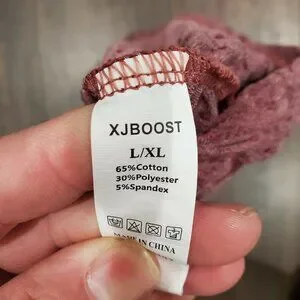 XJBOOST
L/XL
65%Cotton
30%Polyester
5%Spandex
MADE IN CHINA